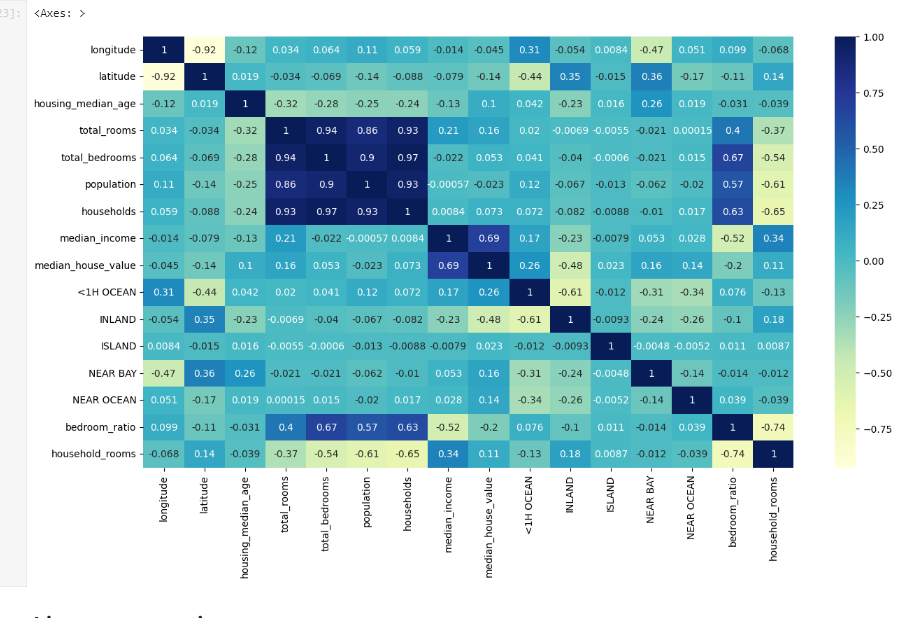 23]:
<Axes: >
longitude 1 -0.92 -0.12 0.034 0.064 0.11 0.059 -0.014 -0.045 0.31 -0.054 0.0084 -0.47 0.051 0.099 -0.068
latitude -0.92 1 0.019 -0.034 -0.069 -0.14 -0.088 -0.079 -0.14 -0.44 0.35 -0.015 0.36 -0.17 -0.11 0.14
housing_median_age -0.12 0.019 1 -0.32 -0.28 -0.25 -0.24 -0.13 0.1 0.042 -0.23 0.016 0.26 0.019 -0.031 -0.039
total_rooms 0.034 -0.034 -0.32 1 0.94 0.86 0.93 0.21 0.16 0.02 -0.0069 -0.0055 -0.021 0.00015 0.4 -0.37
total_bedrooms 0.064 -0.069 -0.28 0.94 1 0.9 0.97 -0.022 0.053 0.041 -0.04 -0.0006 -0.021 0.015 0.67 -0.54
population 0.11 -0.14 -0.25 0.86 0.9 1 0.93 -0.00057 -0.023 0.12 -0.067 -0.013 -0.062 -0.02 0.57 -0.61
households 0.059 -0.088 -0.24 0.93 0.97 0.93 1 0.0084 0.073 0.072 -0.082 -0.0088 -0.01 0.017 0.63 -0.65
median_income -0.014 -0.079 -0.13 0.21 -0.022 -0.00057 0.0084 1 0.69 0.17 -0.23 -0.0079 0.053 0.028 -0.52 0.34
median_house_value -0.045 -0.14 0.1 0.16 0.053 -0.023 0.073 0.69 1 0.26 -0.48 0.023 0.16 0.14 -0.2 0.11
<1H OCEAN 0.31 -0.44 0.042 0.02 0.041 0.12 0.072 0.17 0.26 1 -0.61 -0.012 -0.31 -0.34 0.076 -0.13
INLAND -0.054 0.35 -0.23 -0.0069 -0.04 -0.067 -0.082 -0.23 -0.48 -0.61 1 -0.0093 -0.24 -0.26 -0.1 0.18
ISLAND 0.0084 -0.015 0.016 -0.0055 -0.0006 -0.013 -0.0088 -0.0079 0.023 -0.012 -0.0093 1 -0.0048 -0.0052 0.011 0.0087
NEAR BAY -0.47 0.36 0.26 -0.021 -0.021 -0.062 -0.01 0.053 0.16 -0.31 -0.24 -0.0048 1 -0.14 -0.014 -0.012
NEAR OCEAN 0.051 -0.17 0.019 0.00015 0.015 -0.02 0.017 0.028 0.14 -0.34 -0.26 -0.0052 -0.14 1 0.039 -0.039
bedroom_ratio 0.099 -0.11 -0.031 0.4 0.67 0.57 0.63 -0.52 -0.2 0.076 -0.1 0.011 -0.014 0.039 1 -0.74
household_rooms -0.068 0.14 -0.039 -0.37 -0.54 -0.61 -0.65 0.34 0.11 -0.13 0.18 0.0087 -0.012 -0.039 -0.74 1
longitude
latitude
housing_median_age
total_rooms
total_bedrooms
population
households
median_income
median_house_value
<1H OCEAN
INLAND
ISLAND
NEAR BAY
NEAR OCEAN
bedroom_ratio
household_rooms
1.00
0.75
0.50
0.25
0.00
-0.25
-0.50
-0.75